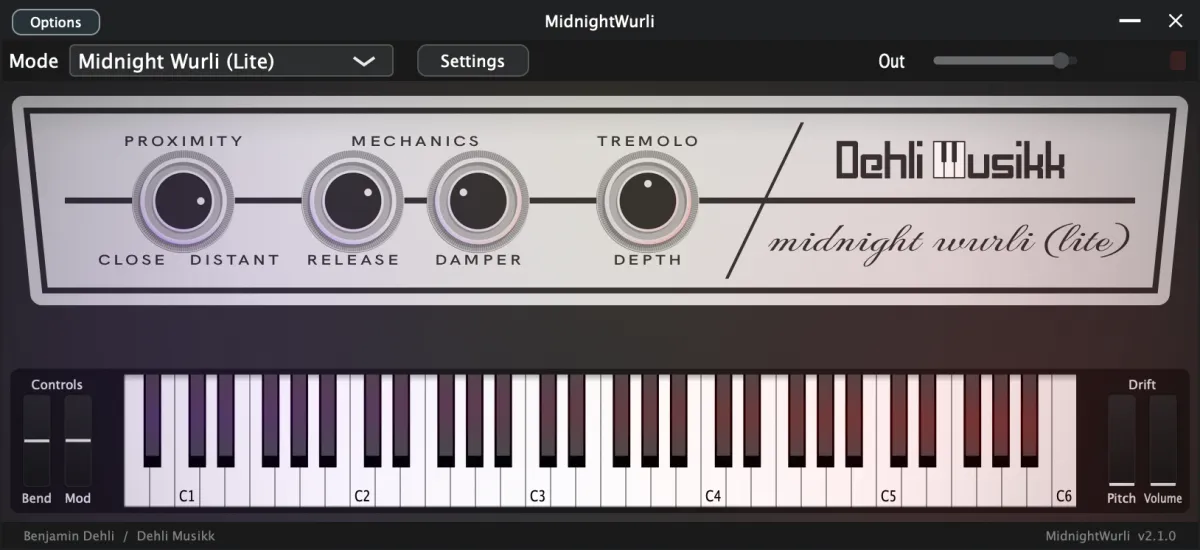 Options
MidnightWurli
Mode
Midnight Wurli (Lite)
Settings
Out
PROXIMITY
MECHANICS
TREMOLO
Dehli Musikk
CLOSE DISTANT
RELEASE
DAMPER
DEPTH
midnight wurli (lite)
Controls
Drift
C1 C2 C3 C4 C5 C6
Bend Mod
Pitch Volume
Benjamin Dehli / Dehli Musikk
MidnightWurli v2.1.0